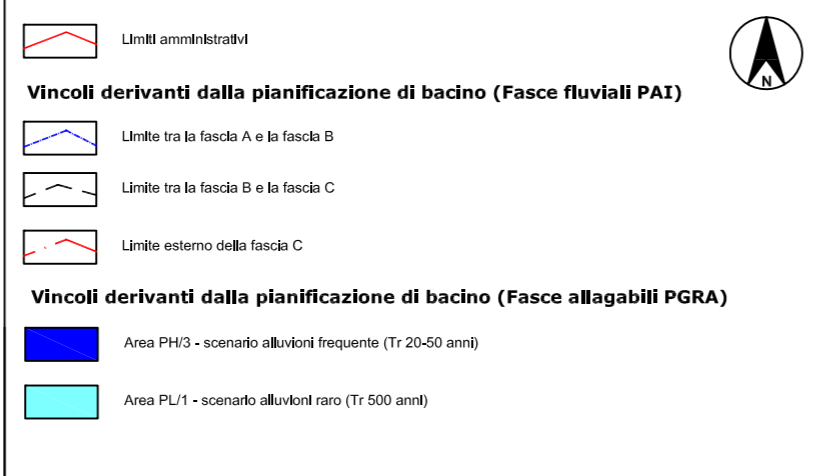 Limiti amministrativi
N
Vincoli derivanti dalla pianificazione di bacino (Fasce fluviali PAI)
Limite tra la fascia A e la fascia B
Limite tra la fascia B e la fascia C
Limite esterno della fascia C
Vincoli derivanti dalla pianificazione di bacino (Fasce allagabili PGRA)
Area PH/3 - scenario alluvioni frequente (Tr 20-50 anni)
Area PL/1 - scenario alluvioni raro (Tr 500 anni)